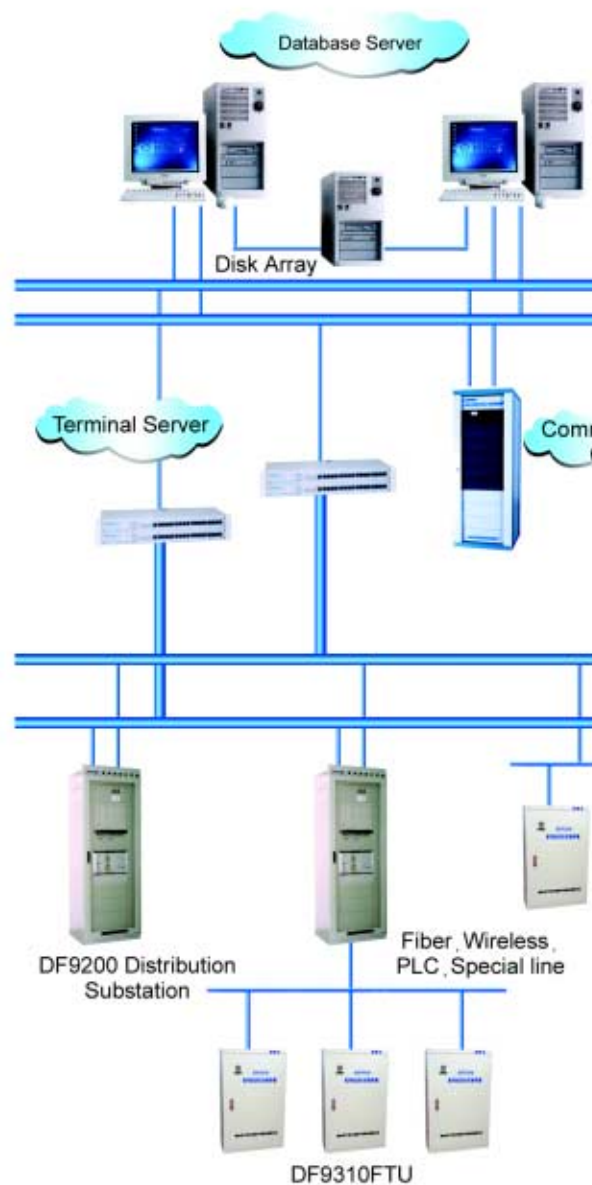 Database Server
Disk Array
Terminal Server
Fiber, Wireless,
PLC, Special line
DF9200 Distribution
Substation
DF9310FTU